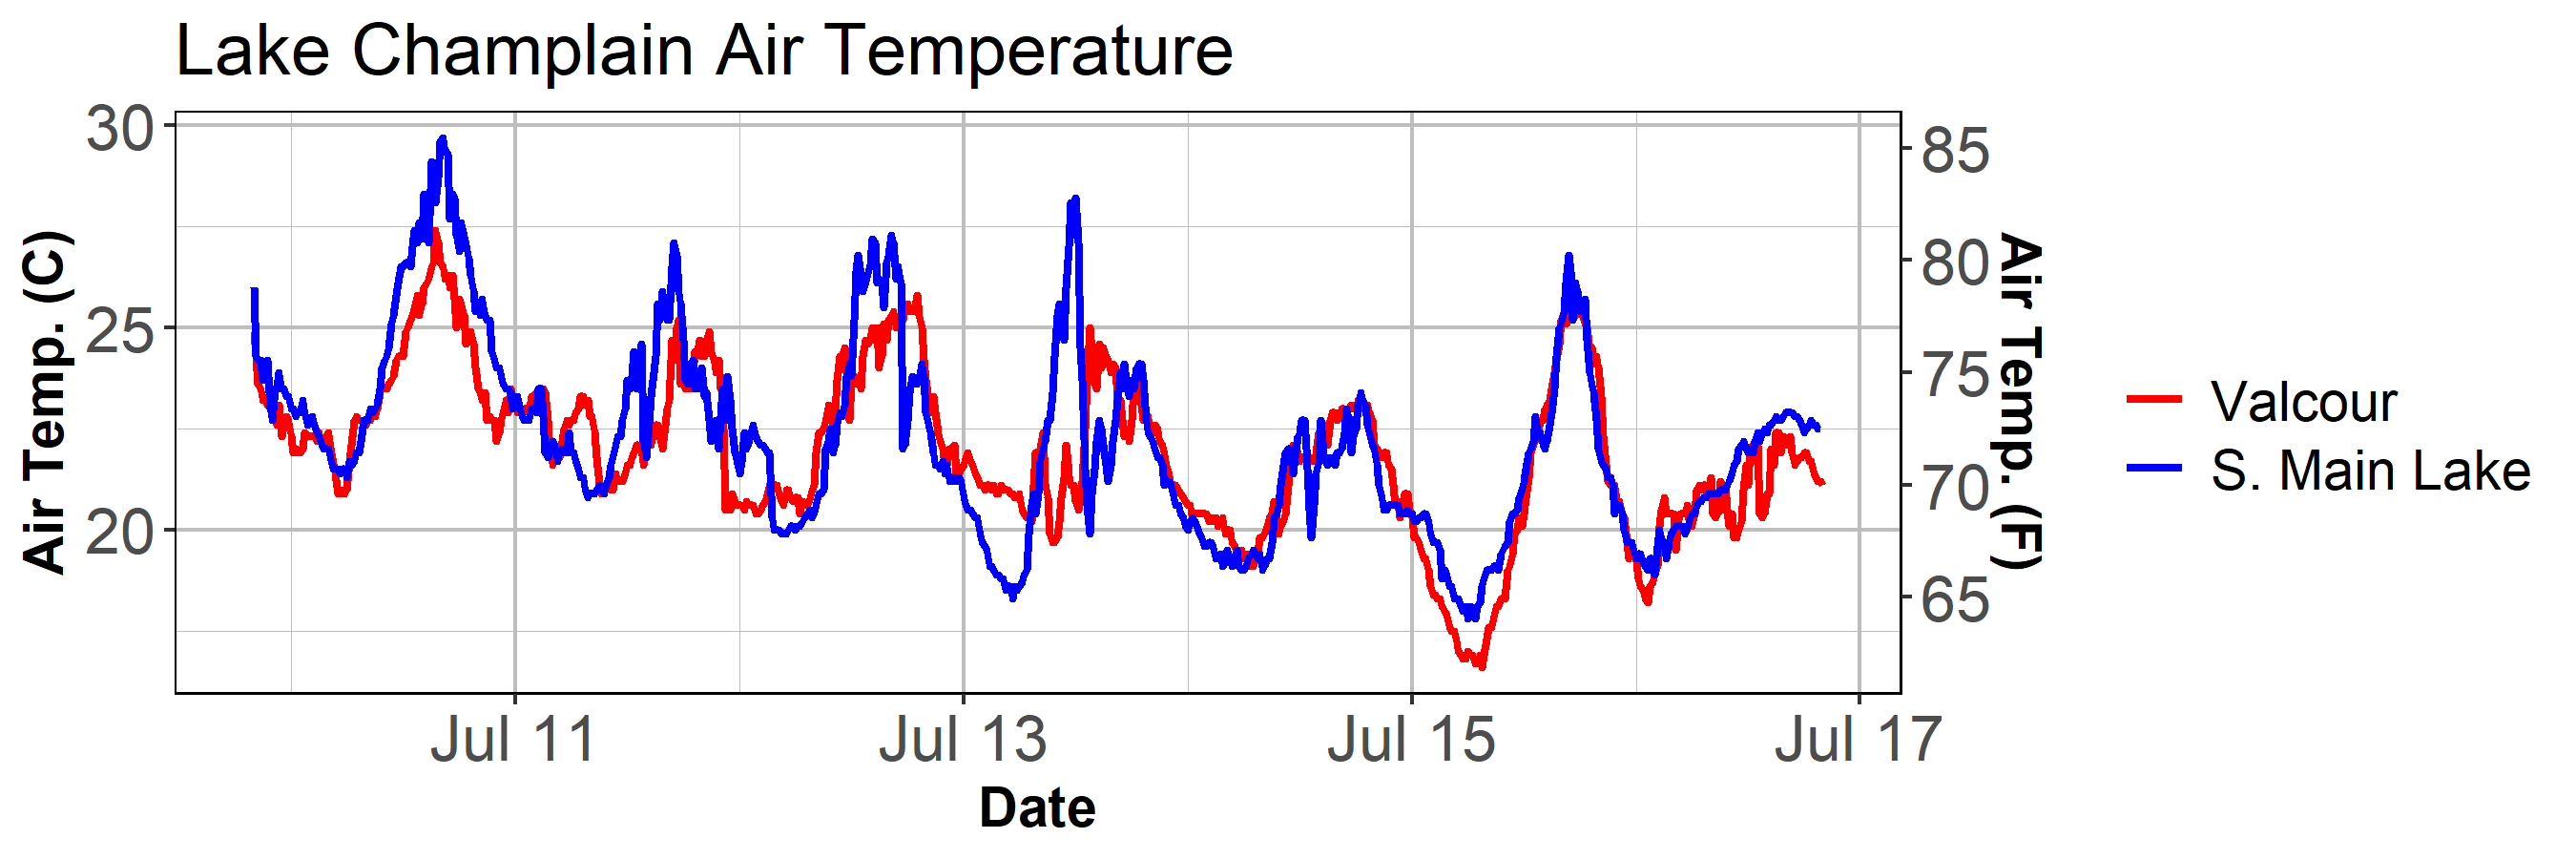 Lake Champlain Air Temperature
Air Temp. (C)
30
25
20
85
80
75
70
65
Air Temp. (F)
Jul 11
Jul 13
Jul 15
Jul 17
Date
Valcour
S. Main Lake